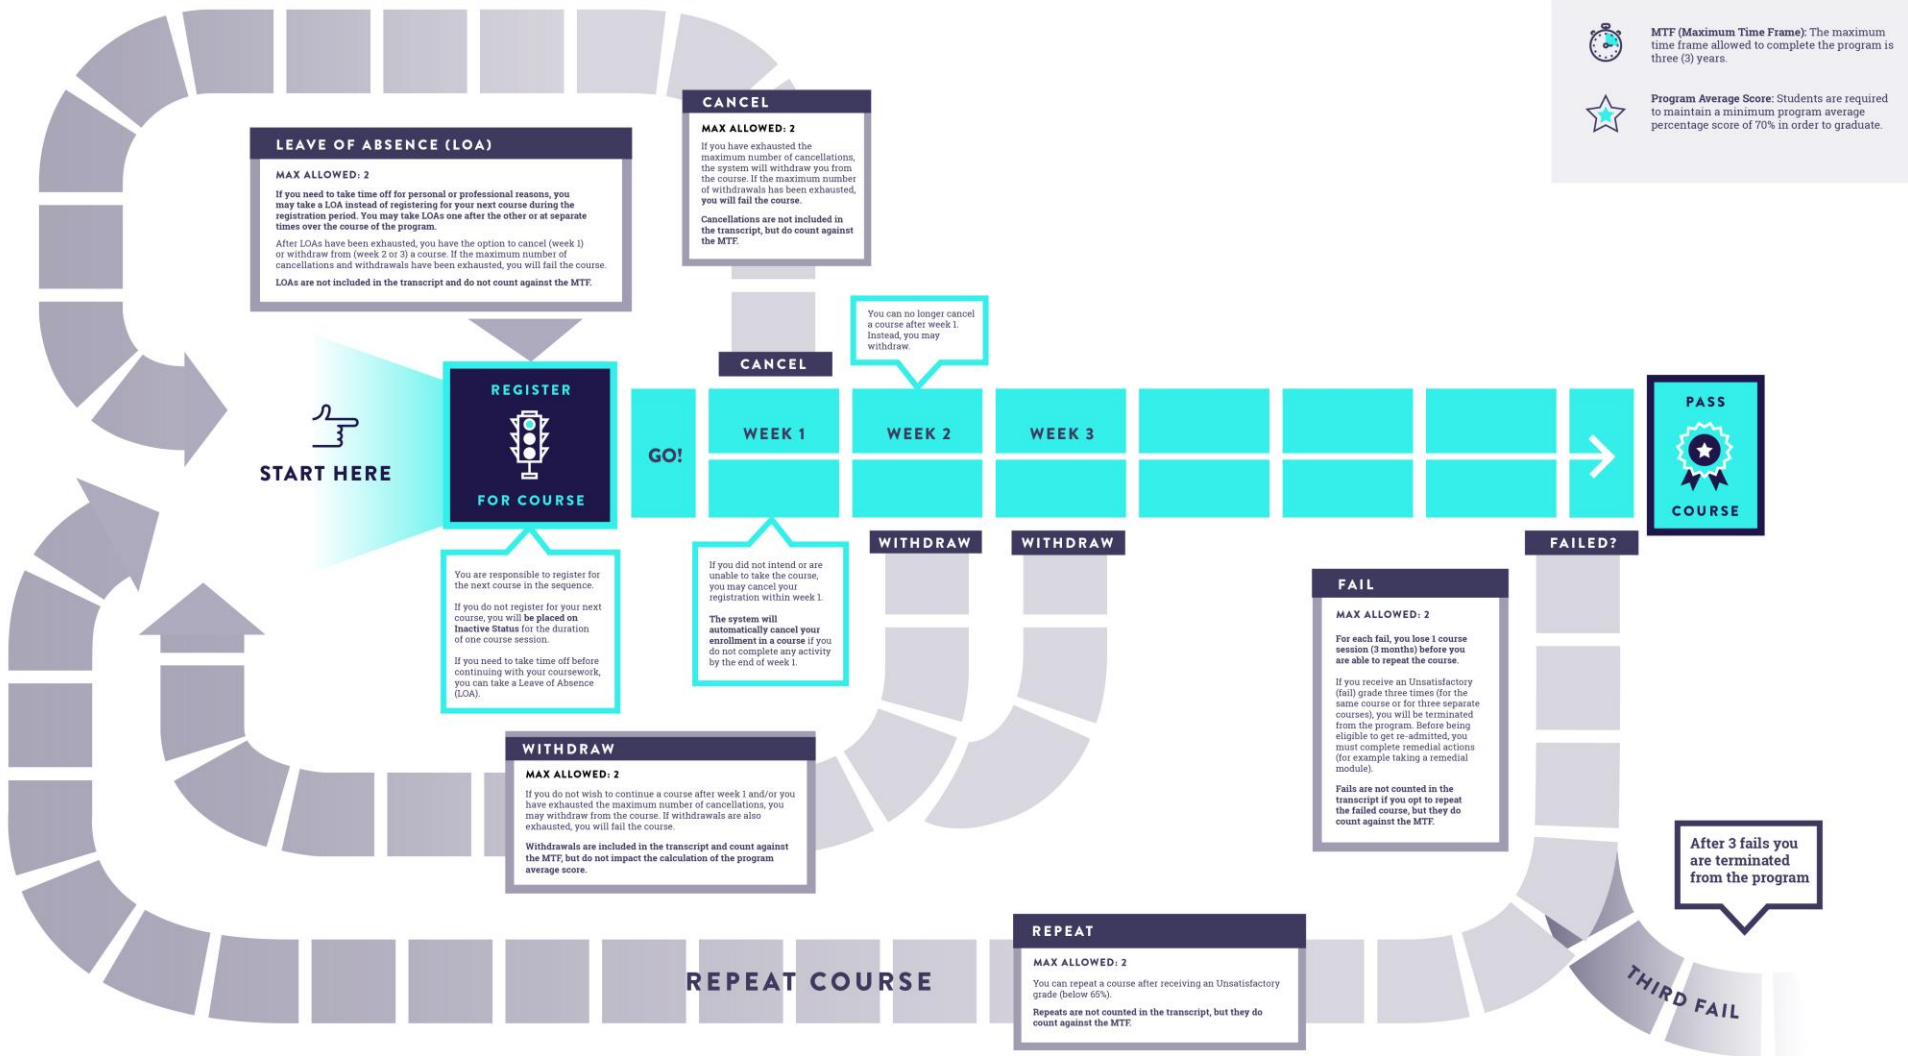 MTF (Maximum Time Frame): The maximum
time frame allowed to complete the program is
three (3) years.
Program Average Score: Students are required
to maintain a minimum program average
percentage score of 70% in order to graduate.
CANCEL
MAX ALLOWED: 2
If you have exhausted the
maximum number of cancellations,
the system will withdraw you from
the course. If the maximum number
of withdrawals has been exhausted,
you will fail the course.
Cancellations are not included in
the transcript, but do count against
the MTF.
LEAVE OF ABSENCE (LOA)
MAX ALLOWED: 2
If you need to take time off for personal or professional reasons, you
may take a LOA instead of registering for your next course during the
registration period. You may take LOAs one after the other or at separate
times over the course of the program.
After LOAs have been exhausted, you have the option to cancel (week 1)
or withdraw from (week 2 or 3) a course. If the maximum number of
cancellations and withdrawals have been exhausted, you will fail the course.
LOAs are not included in the transcript and do not count against the MTF.
You can no longer cancel
a course after week 1.
Instead, you may
withdraw.
CANCEL
START HERE
REGISTER
FOR COURSE
GO!
WEEK 1
WEEK 2
WEEK 3
PASS
COURSE
WITHDRAW
WITHDRAW
FAILED?
You are responsible to register for
the next course in the sequence.
If you do not register for your next
course, you will be placed on
Inactive Status for the duration
of one course session.
If you need to take time off before
continuing with your coursework,
you can take a Leave of Absence
(LOA).
If you did not intend or are
unable to take the course,
you may cancel your
registration within week 1.
The system will
automatically cancel your
enrollment in a course if you
do not complete any activity
by the end of week 1.
FAIL
MAX ALLOWED: 2
For each fail, you lose 1 course
session (3 months) before you
are able to repeat the course.
If you receive an Unsatisfactory
(fail) grade three times (for the
same course or for three separate
courses), you will be terminated
from the program. Before being
eligible to get re-admitted, you
must complete remedial actions
(for example taking a remedial
module).
Fails are not counted in the
transcript if you opt to repeat
the failed course, but they do
count against the MTF.
WITHDRAW
MAX ALLOWED: 2
If you do not wish to continue a course after week 1 and/or you
have exhausted the maximum number of cancellations, you
may withdraw from the course. If withdrawals are also
exhausted, you will fail the course.
Withdrawals are included in the transcript and count against
the MTF, but do not impact the calculation of the program
average score.
After 3 fails you
are terminated
from the program
REPEAT COURSE
REPEAT
MAX ALLOWED: 2
You can repeat a course after receiving an Unsatisfactory
grade (below 65%).
Repeats are not counted in the transcript, but they do
count against the MTF.
THIRD FAIL